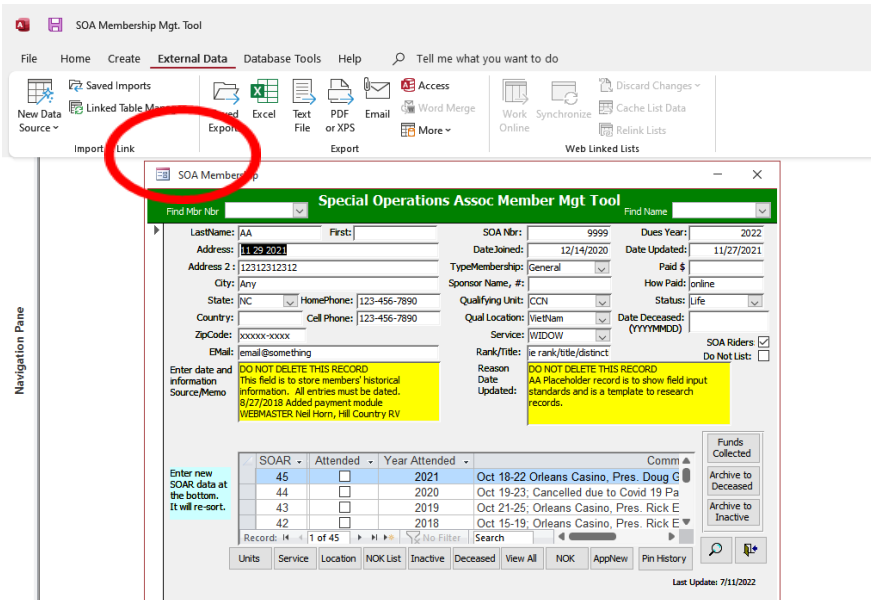 SOA Membership Mgt. Tool
File Home Create External Data Database Tools Help Tell me what you want to do
Saved Imports Access Discard Changes
Linked Table Word Merge Cache List Data
New Data Excel Text PDF Email Work Synchronize
Source Export File or XPS More Online Relink Lists
Link Export Web Linked Lists
SOA Membership
Special Operations Assoc Member Mgt Tool
Find Mbr Nbr Find Name
LastName: AA First: SOA Nbr: 9999 Dues Year: 2022
Address: 11 29 2021 DateJoined: 12/14/2020 Date Updated: 11/27/2021
Address 2 : 12312312312 TypeMembership: General Paid $
City: Any Sponsor Name, #: How Paid: online
State: NC HomePhone: 123-456-7890 Qualifying Unit: CCN Status: Life
Country: Cell Phone: 123-456-7890 Qual Location: VietNam Date Deceased:
(YYYYMMDD)
ZipCode: xxxxx-xxxx Service: WIDOW SOA Riders
EMail: email@something Rank/Title: ie rank/title/distinct Do Not List:
Enter date and DO NOT DELETE THIS RECORD Reason DO NOT DELETE THIS RECORD
information This field is to store members' historical Date AA Placeholder record is to show field input
Source/Memo information. All entries must be dated. Updated: standards and is a template to research
8/27/2018 Added payment module records.
WEBMASTER Neil Horn, Hill Country RV
Funds
Collected
SOAR Attended Year Attended Comm
Enter new 45 2021 Oct 18-22 Orleans Casino, Pres. Doug G Archive to
SOAR data at 44 2020 Oct 19-23; Cancelled due to Covid 19 Pa Deceased
the bottom. 43 2019 Oct 21-25; Orleans Casino, Pres. Rick E Archive to
It will re-sort. 42 2018 Oct 15-19; Orleans Casino, Pres. Rick E Inactive
Record: 1 of 45 No Filter Search
Units Service Location NOK List Inactive Deceased View All NOK AppNew Pin History
Last Update: 7/11/2022
Navigation Pane